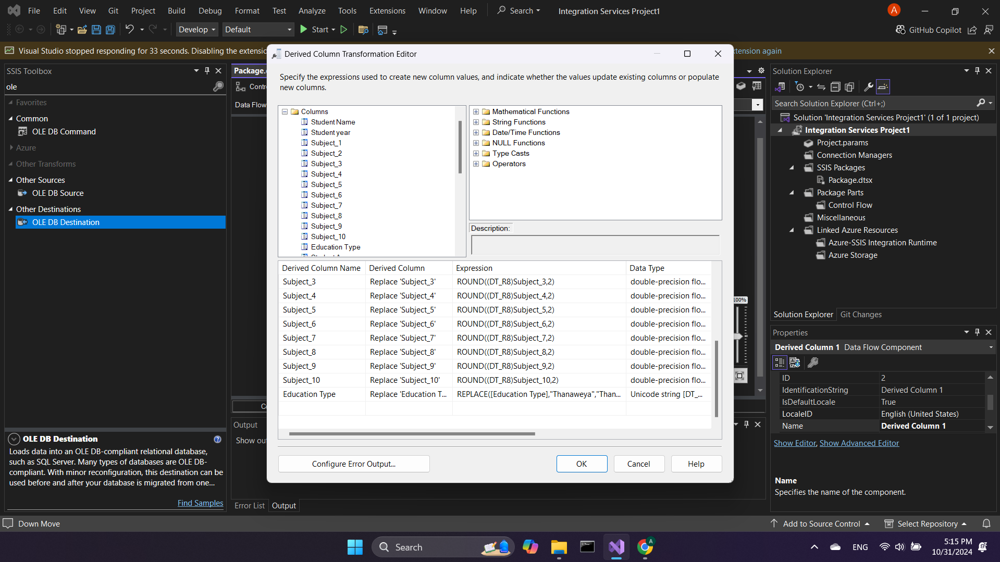 File Edit View Git Project Build Debug Format Test Analyze Tools Extensions Window Help Search Integration Services Project1 A
Develop Default Start GitHub Copilot
Visual Studio stopped responding for 33 seconds. Disabling the extensio
xtension again
SSIS Toolbox
ole
Favorites
Common
OLE DB Command
Azure
Other Transforms
Other Sources
OLE DB Source
Other Destinations
OLE DB Destination
OLE DB Destination
Loads data into an OLE DB-compliant relational database,
such as SQL Server. Many types of databases are OLE DB-
compliant. With minor reconfiguration, this destination can be
used before and after your database is migrated from one...
Find Samples
Package.
Contr
Data Flow
Derived Column Transformation Editor
Specify the expressions used to create new column values, and indicate whether the values update existing columns or populate
new columns.
Columns
Student Name
Student year
Subject_1
Subject_2
Subject_3
Subject_4
Subject_5
Subject_6
Subject_7
Subject_8
Subject_9
Subject_10
Education Type
Mathematical Functions
String Functions
Date/Time Functions
NULL Functions
Type Casts
Operators
Description:
Derived Column Name Derived Column Expression Data Type
Subject_3 Replace 'Subject_3' ROUND((DT_R8)Subject_3,2) double-precision flo...
Subject_4 Replace 'Subject_4' ROUND((DT_R8)Subject_4,2) double-precision flo...
Subject_5 Replace 'Subject_5' ROUND((DT_R8)Subject_5,2) double-precision flo...
Subject_6 Replace 'Subject_6' ROUND((DT_R8)Subject_6,2) double-precision flo...
Subject_7 Replace 'Subject_7' ROUND((DT_R8)Subject_7,2) double-precision flo...
Subject_8 Replace 'Subject_8' ROUND((DT_R8)Subject_8,2) double-precision flo...
Subject_9 Replace 'Subject_9' ROUND((DT_R8)Subject_9,2) double-precision flo...
Subject_10 Replace 'Subject_10' ROUND((DT_R8)Subject_10,2) double-precision flo...
Education Type Replace 'Education T... REPLACE([Education Type],"Thanaweya","Than... Unicode string [DT_...
Configure Error Output... OK Cancel Help
100%
Output
Show ou
Error List Output
Solution Explorer
Search Solution Explorer (Ctrl+;)
Solution 'Integration Services Project1' (1 of 1 project)
Integration Services Project1
Project.params
Connection Managers
SSIS Packages
Package.dtsx
Package Parts
Control Flow
Miscellaneous
Linked Azure Resources
Azure-SSIS Integration Runtime
Azure Storage
Solution Explorer Git Changes
Properties
Derived Column 1 Data Flow Component
ID 2
IdentificationString Derived Column 1
IsDefaultLocale True
LocaleID English (United States)
Name Derived Column 1
Show Editor, Show Advanced Editor
Name
Specifies the name of the component.
Down Move Add to Source Control Select Repository
Search A ENG 5:15 PM
10/31/2024